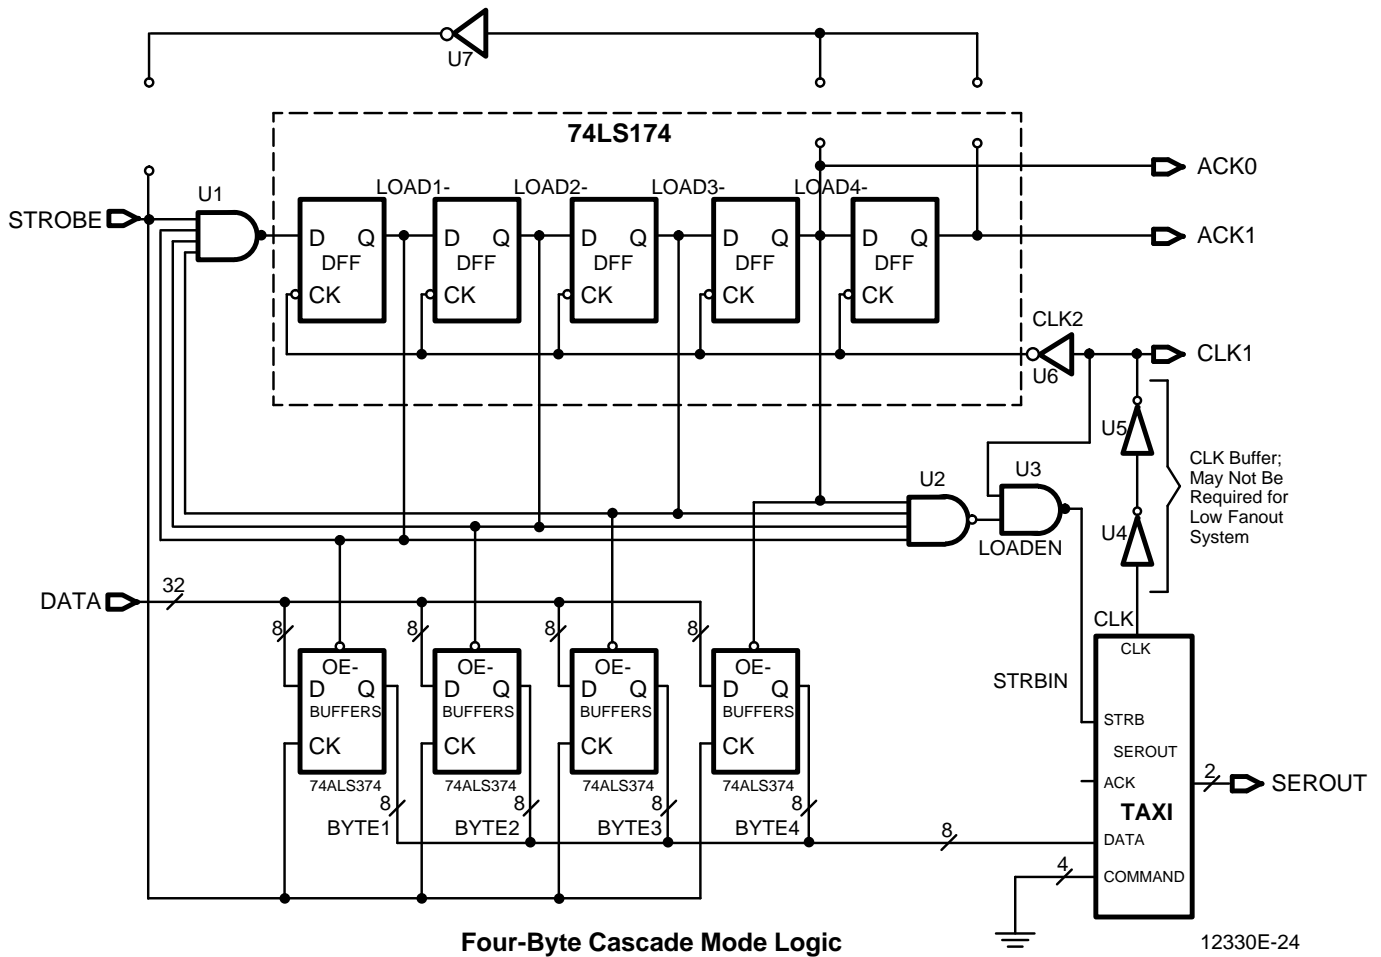 U7
74LS174
U1
LOAD1-
LOAD2-
LOAD3-
LOAD4-
ACK0
STROBE
D Q
DFF
CK
D Q
DFF
CK
D Q
DFF
CK
D Q
DFF
CK
D Q
DFF
CK
ACK1
CLK2
U6
CLK1
U5
CLK Buffer;
May Not Be
Required for
Low Fanout
System
U4
U2
U3
LOADEN
DATA
32
8
8
8
8
OE-
D Q
BUFFERS
CK
74ALS374
OE-
D Q
BUFFERS
CK
74ALS374
OE-
D Q
BUFFERS
CK
74ALS374
OE-
D Q
BUFFERS
CK
74ALS374
CLK
CLK
STRBIN
STRB
SEROUT
ACK
TAXI
DATA
COMMAND
2
SEROUT
8
BYTE1
8
BYTE2
8
BYTE3
8
BYTE4
8
4
Four-Byte Cascade Mode Logic
12330E-24